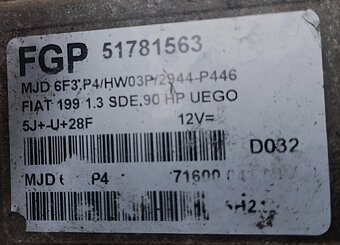 FGP 51781563
MJD 6F3.P4/HW03P/2944-P446
FIAT 199 1.3 SDE.90 HP UEGO
5J+-U+28F 12V=
D032
MJD P4 71600